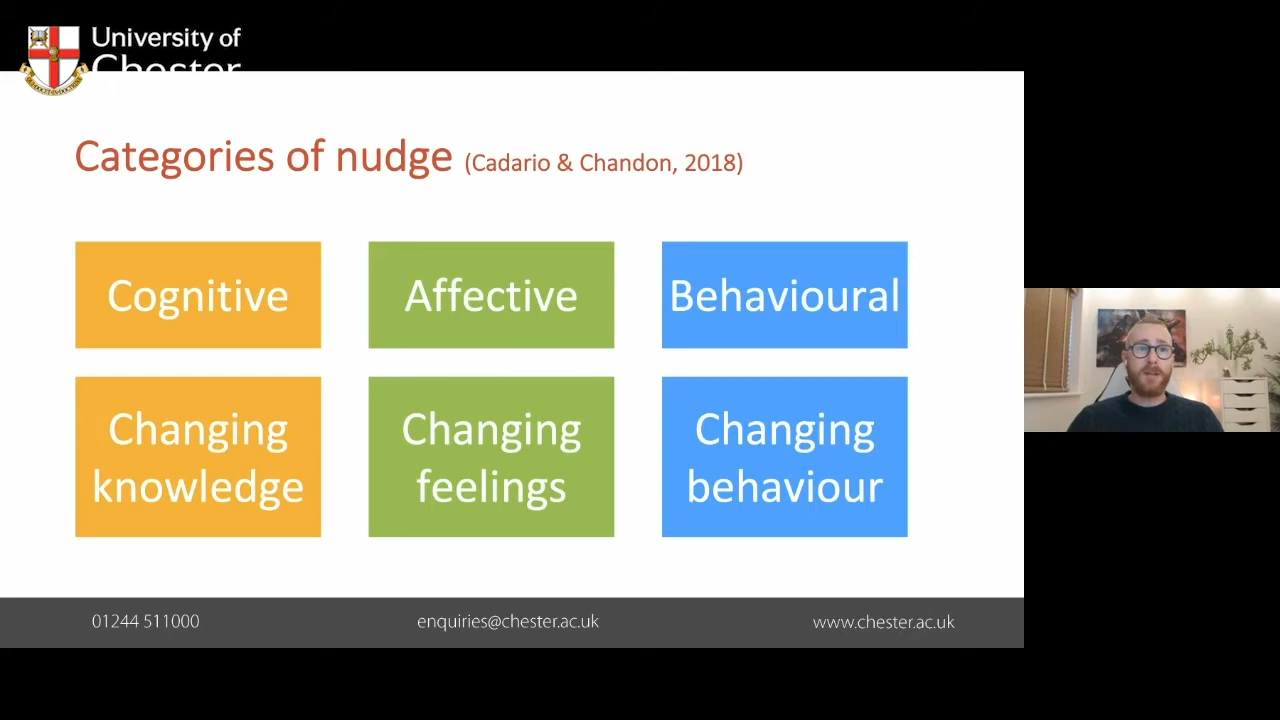 University of
Chester
Categories of nudge (Cadario & Chandon, 2018)
Cognitive
Affective
Behavioural
Changing
knowledge
Changing
feelings
Changing
behaviour
01244 511000
enquiries@chester.ac.uk
www.chester.ac.uk